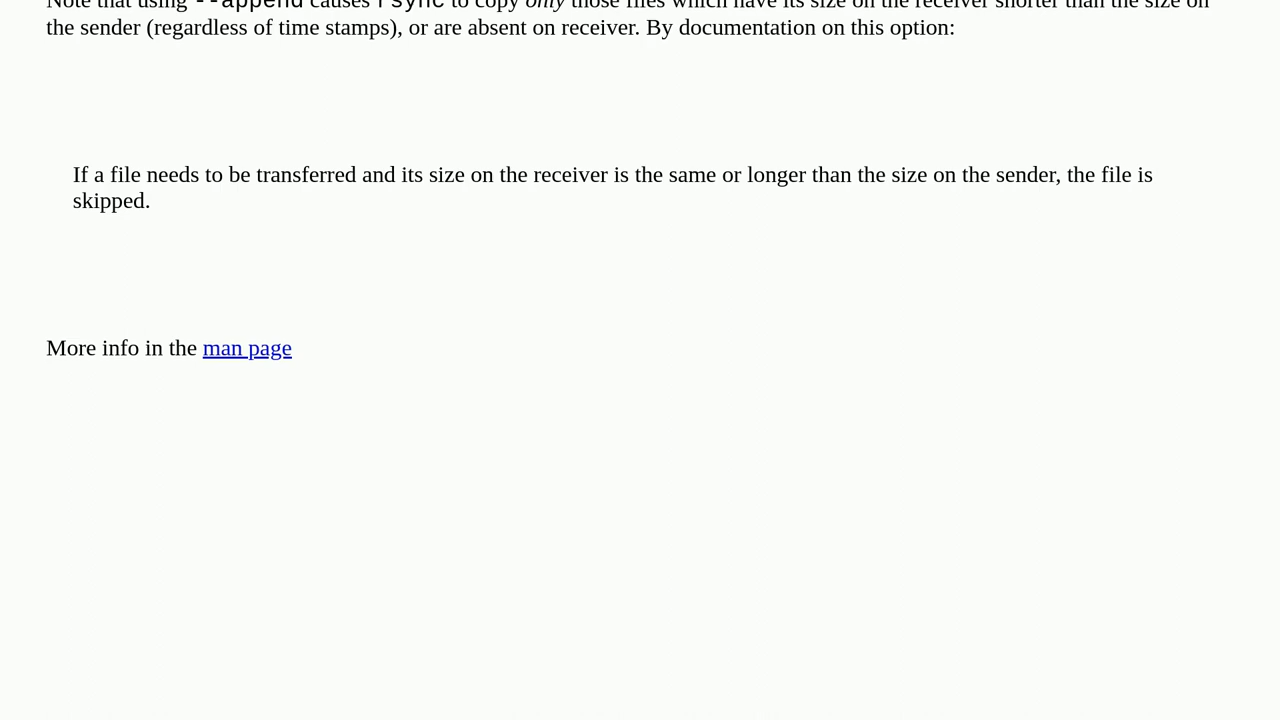 Note that using --append causes rsync to copy only those files which have its size on the receiver shorter than the size on
the sender (regardless of time stamps), or are absent on receiver. By documentation on this option:
If a file needs to be transferred and its size on the receiver is the same or longer than the size on the sender, the file is
skipped.
More info in the man page